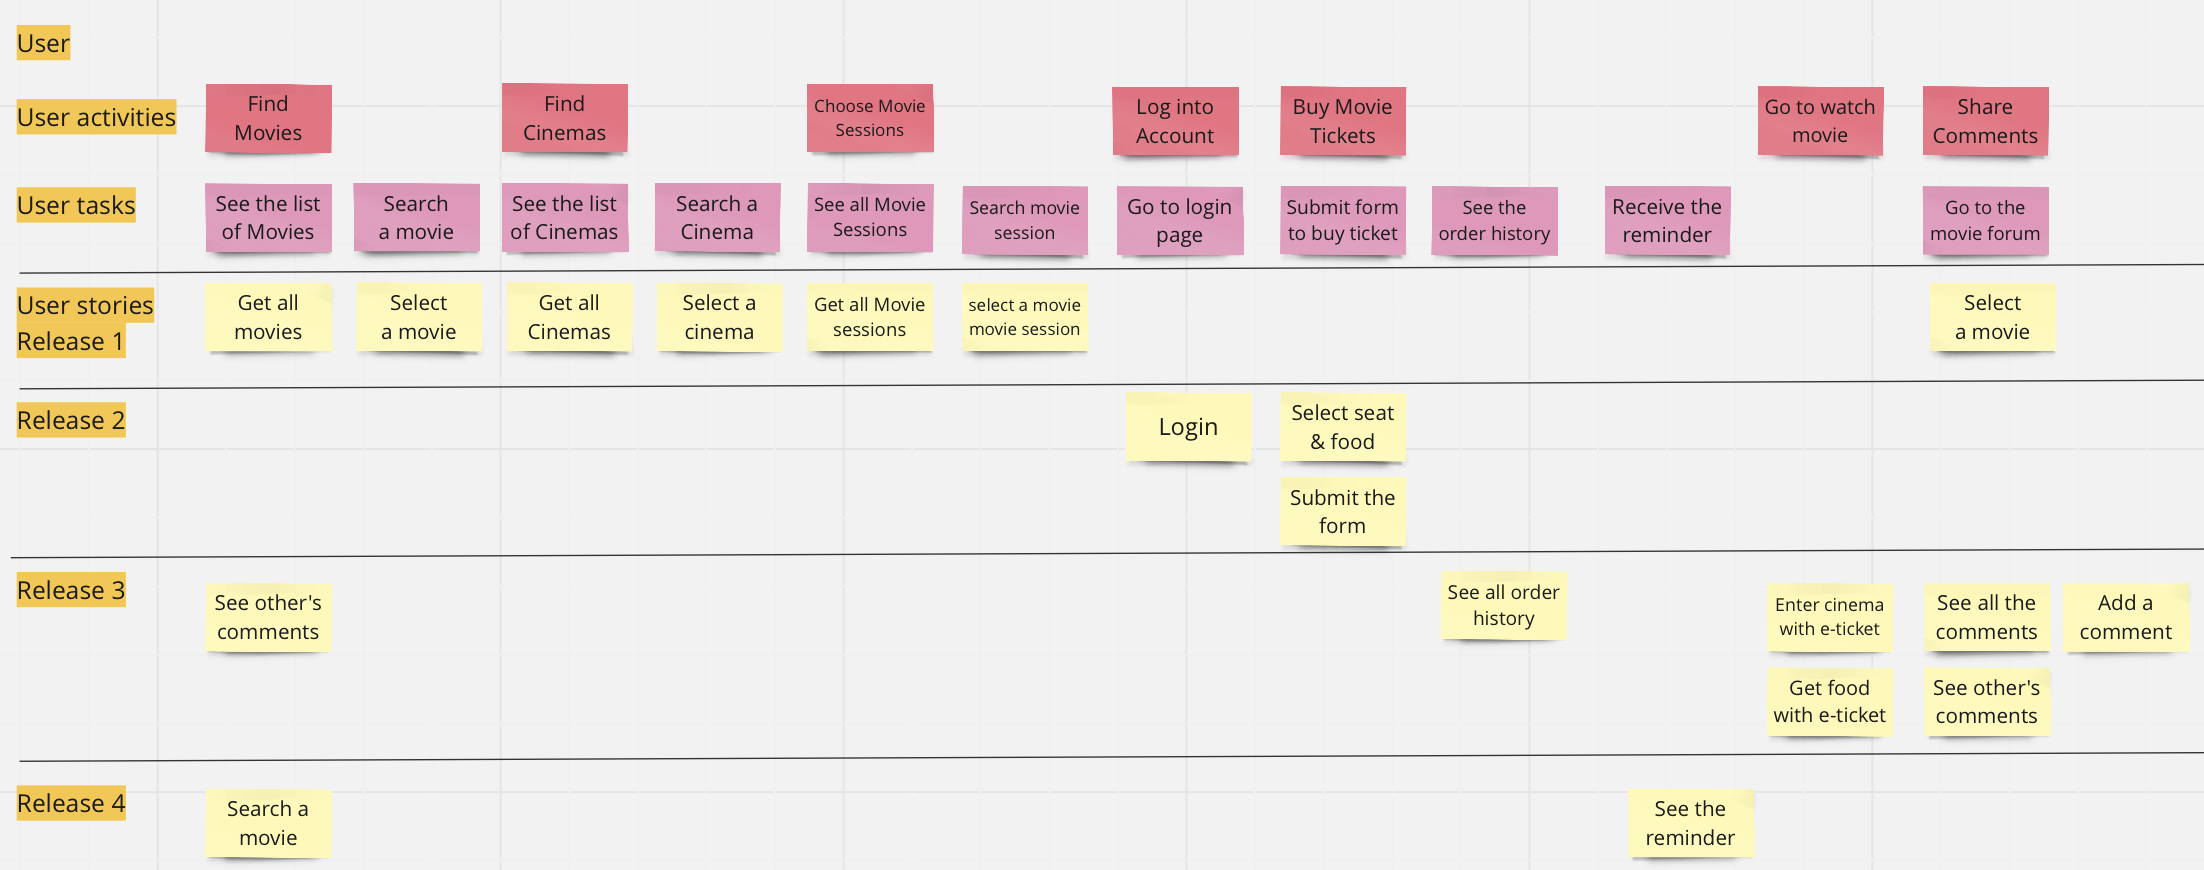 User
User activities
Find
Movies
Find
Cinemas
Choose Movie
Sessions
Log into
Account
Buy Movie
Tickets
Go to watch
movie
Share
Comments
User tasks
See the list
of Movies
Search
a movie
See the list
of Cinemas
Search a
Cinema
See all Movie
Sessions
Search movie
session
Go to login
page
Submit form
to buy ticket
See the
order history
Receive the
reminder
Go to the
movie forum
User stories
Release 1
Get all
movies
Select
a movie
Get all
Cinemas
Select a
cinema
Get all Movie
sessions
select a movie
movie session
Select
a movie
Release 2
Login
Select seat
& food
Submit the
form
Release 3
See other's
comments
See all order
history
Enter cinema
with e-ticket
See all the
comments
Add a
comment
Get food
with e-ticket
See other's
comments
Release 4
Search a
movie
See the
reminder